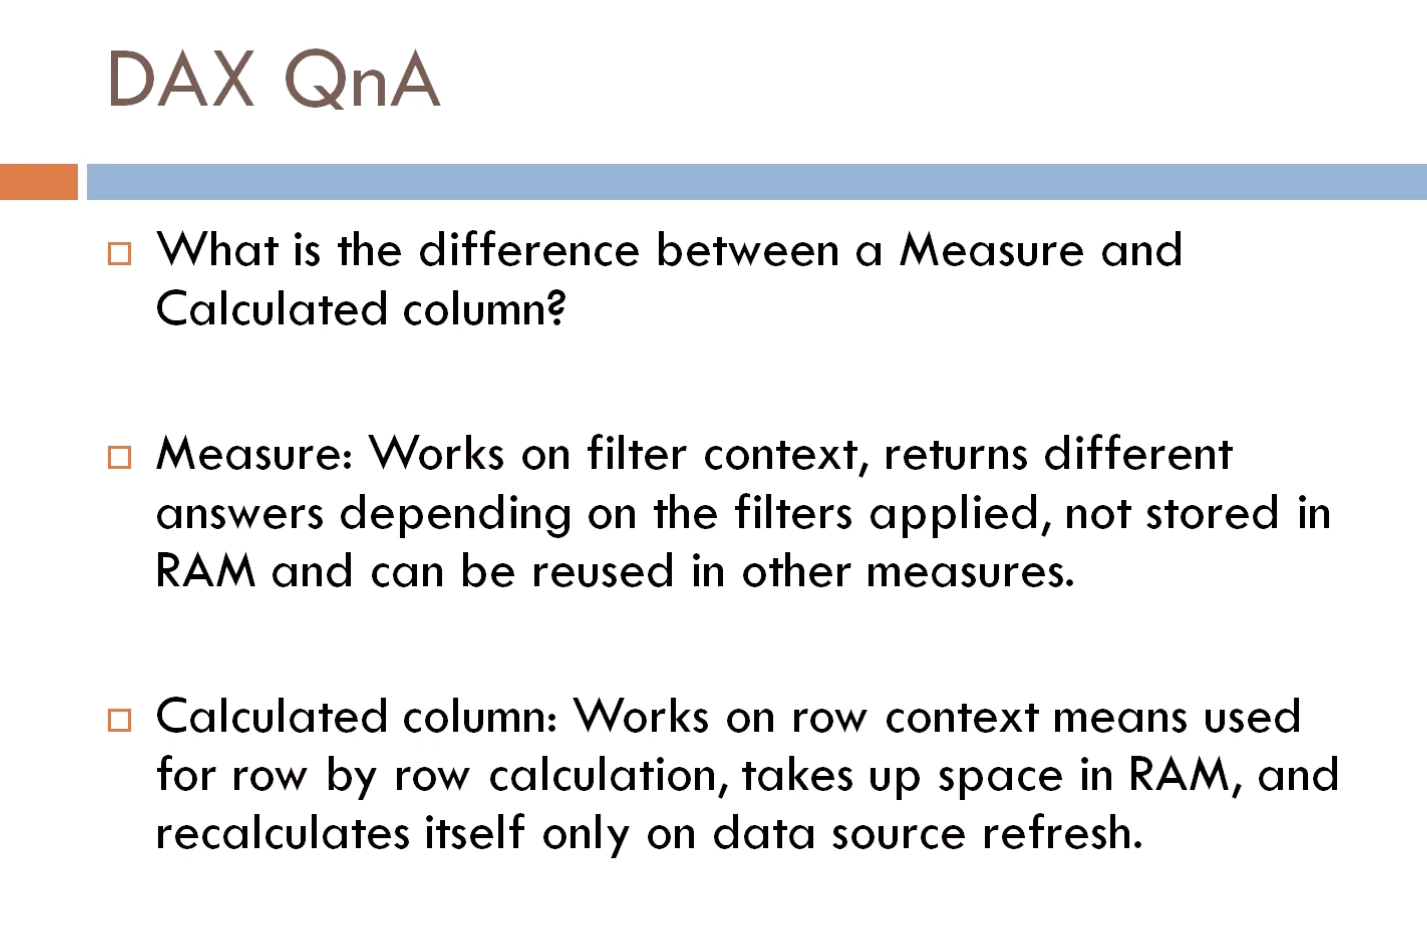 DAX QnA
What is the difference between a Measure and
Calculated column?
Measure: Works on filter context, returns different
answers depending on the filters applied, not stored in
RAM and can be reused in other measures.
Calculated column: Works on row context means used
for row by row calculation, takes up space in RAM, and
recalculates itself only on data source refresh.